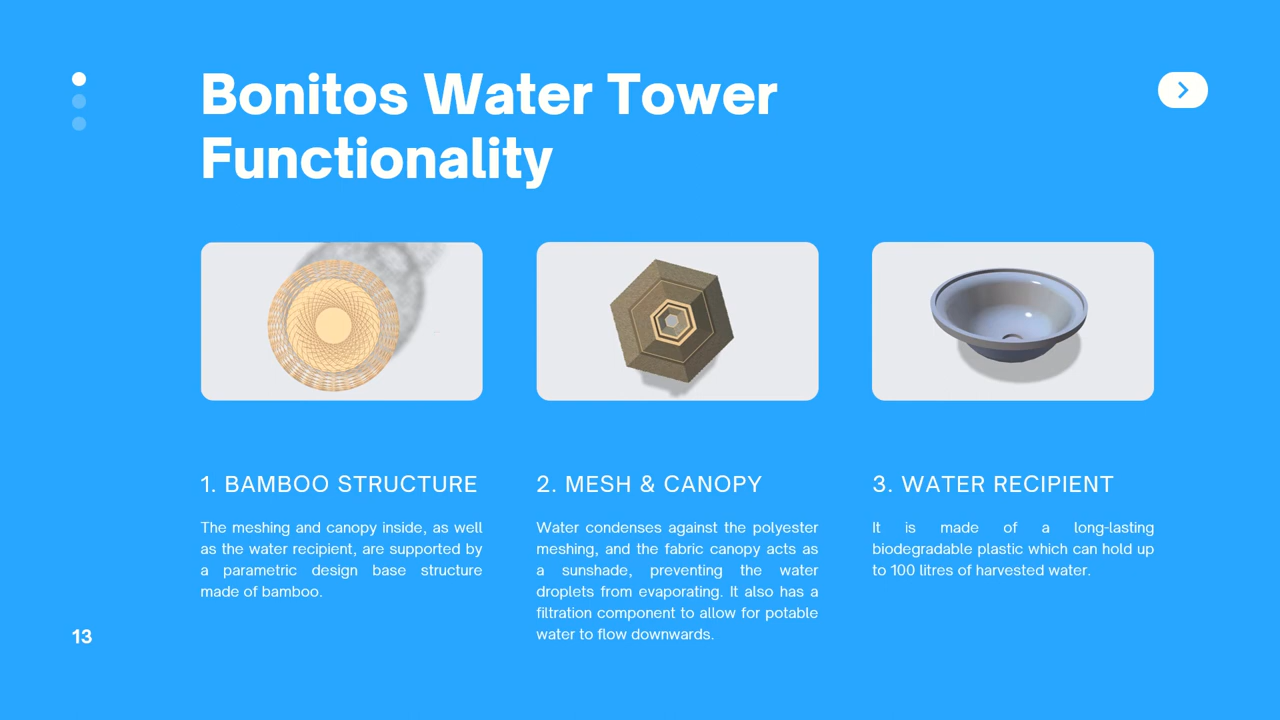 Bonitos Water Tower
Functionality
1. BAMBOO STRUCTURE
The meshing and canopy inside, as well
as the water recipient, are supported by
a parametric design base structure
made of bamboo.
2. MESH & CANOPY
Water condenses against the polyester
meshing, and the fabric canopy acts as
a sunshade, preventing the water
droplets from evaporating. It also has a
filtration component to allow for potable
water to flow downwards.
3. WATER RECIPIENT
It is made of a long-lasting
biodegradable plastic which can hold up
to 100 litres of harvested water.
13